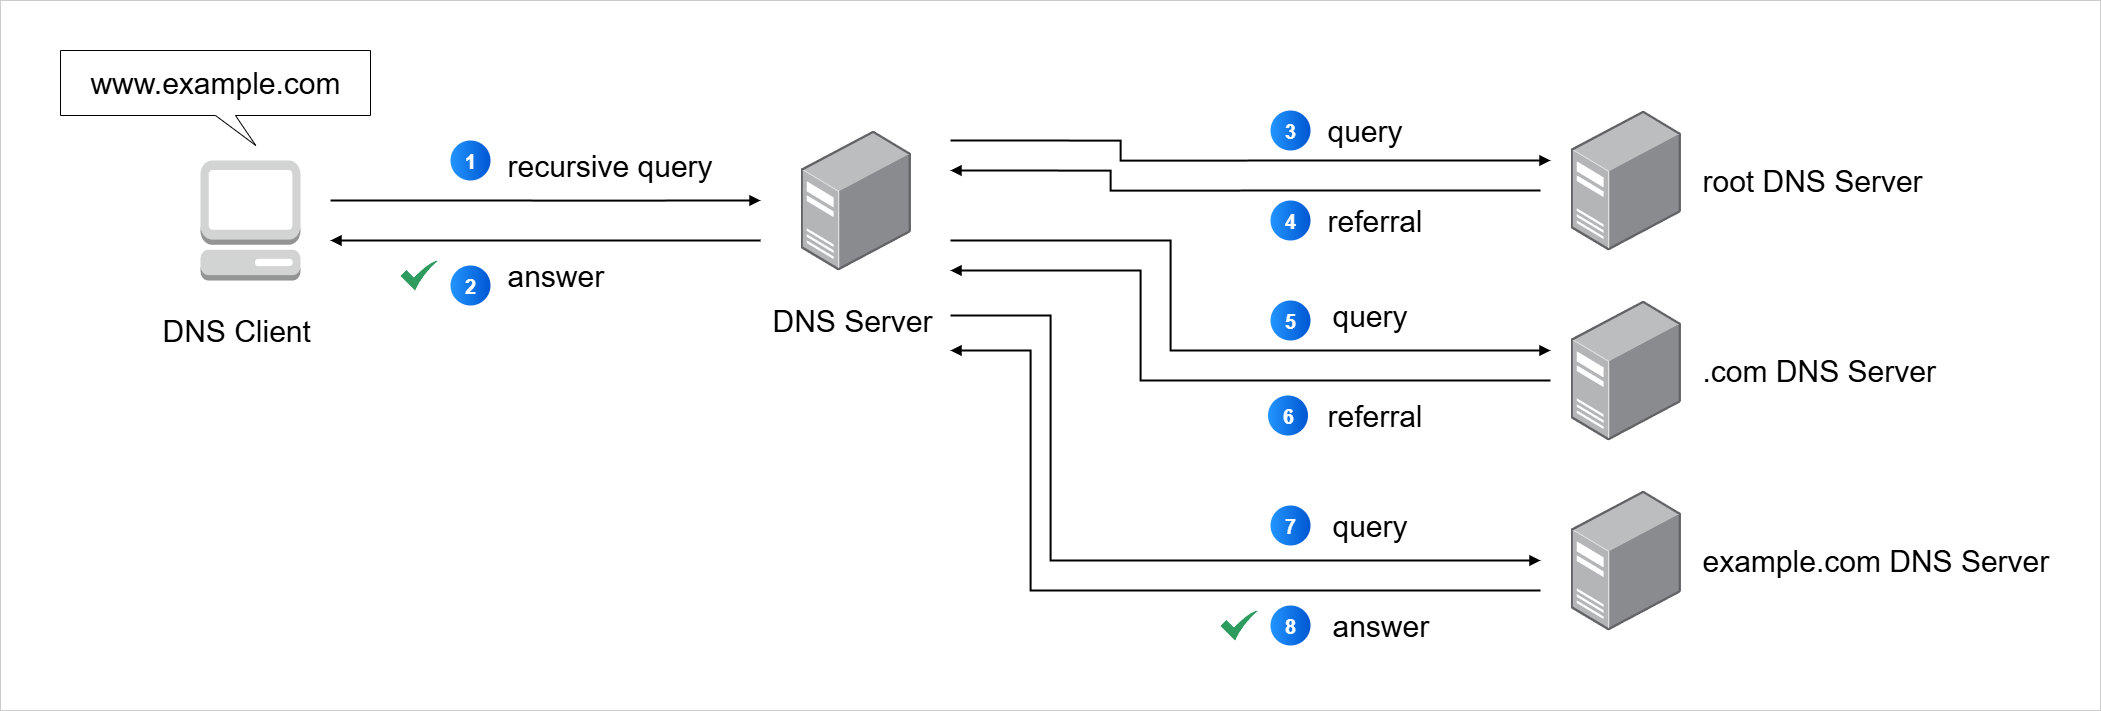 www.example.com
1 recursive query
2 answer
DNS Client
DNS Server
3 query
4 referral
root DNS Server
5 query
6 referral
.com DNS Server
7 query
8 answer
example.com DNS Server